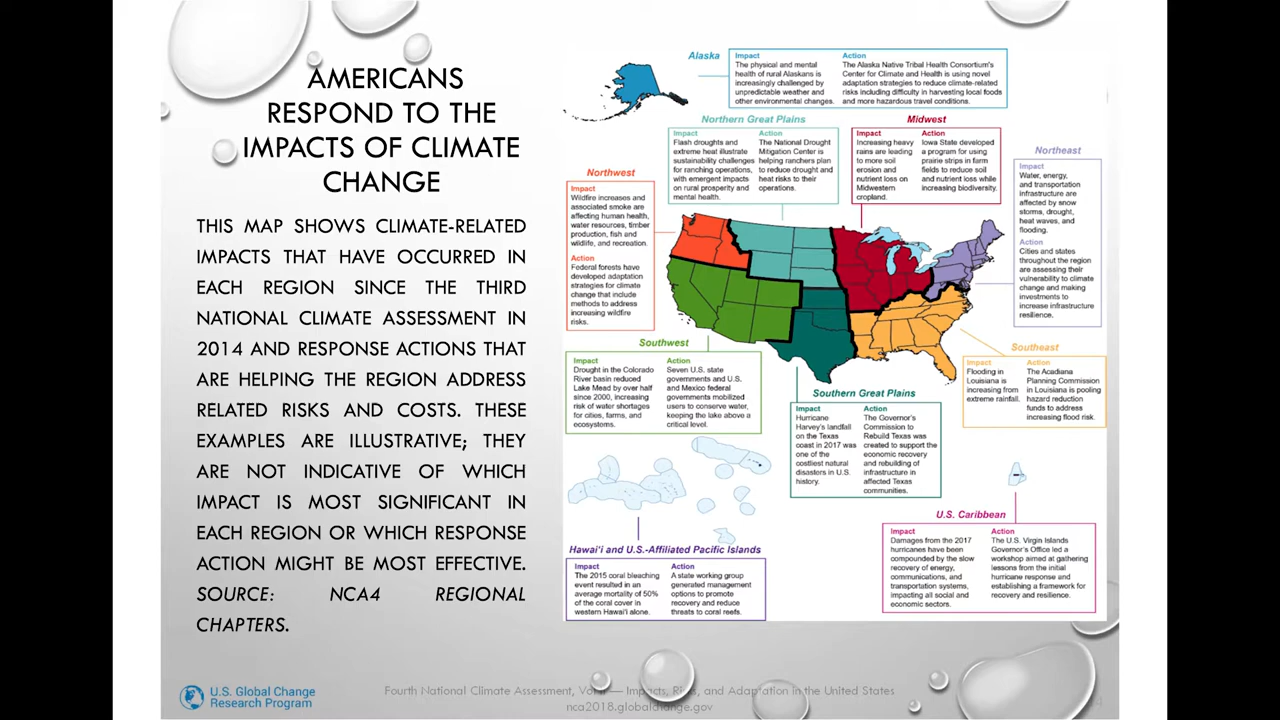 AMERICANS
RESPOND TO THE
IMPACTS OF CLIMATE
CHANGE
THIS MAP SHOWS CLIMATE-RELATED
IMPACTS THAT HAVE OCCURRED IN
EACH REGION SINCE THE THIRD
NATIONAL CLIMATE ASSESSMENT IN
2014 AND RESPONSE ACTIONS THAT
ARE HELPING THE REGION ADDRESS
RELATED RISKS AND COSTS. THESE
EXAMPLES ARE ILLUSTRATIVE; THEY
ARE NOT INDICATIVE OF WHICH
IMPACT IS MOST SIGNIFICANT IN
EACH REGION OR WHICH RESPONSE
ACTION MIGHT BE MOST EFFECTIVE.
SOURCE: NCA4 REGIONAL
CHAPTERS.
Alaska
Impact
The physical and mental
health of rural Alaskans is
increasingly challenged by
unpredictable weather and
other environmental changes.
Action
The Alaska Native Tribal Health Consortium's
Center for Climate and Health is using novel
adaptation strategies to reduce climate-related
risks including difficulty in harvesting local foods
and more hazardous travel conditions.
Northern Great Plains
Impact
Flash droughts and
extreme heat illustrate
sustainability challenges
for ranching operations,
with emergent impacts
on rural prosperity and
mental health.
Action
The National Drought
Mitigation Center is
helping ranchers plan
to reduce drought and
heat risks to their
operations.
Midwest
Impact
Increasing heavy
rains are leading
to more soil
erosion and
nutrient loss on
Midwestern
cropland.
Action
Iowa State developed
a program for using
prairie strips in farm
fields to reduce soil
and nutrient loss while
increasing biodiversity.
Northeast
Impact
Water, energy,
and transportation
infrastructure are
affected by snow
storms, drought,
heat waves, and
flooding.
Action
Cities and states
throughout the region
are assessing their
vulnerability to climate
change and making
investments to
increase infrastructure
resilience.
Northwest
Impact
Wildfire increases and
associated smoke are
affecting human health,
water resources, timber
production, fish and
wildlife, and recreation.
Action
Federal forests have
developed adaptation
strategies for climate
change that include
methods to address
increasing wildfire
risks.
Southwest
Impact
Drought in the Colorado
River basin reduced
Lake Mead by over half
since 2000, increasing
risk of water shortages
for cities, farms, and
ecosystems.
Action
Seven U.S. state
governments and U.S.
and Mexico federal
governments mobilized
users to conserve water,
keeping the lake above a
critical level.
Southern Great Plains
Impact
Hurricane
Harvey's landfall
on the Texas
coast in 2017 was
one of the
costliest natural
disasters in U.S.
history.
Action
The Governor's
Commission to
Rebuild Texas was
created to support the
economic recovery
and rebuilding of
infrastructure in
affected Texas
communities.
Southeast
Impact
Flooding in
Louisiana is
increasing from
extreme rainfall.
Action
The Acadiana
Planning Commission
in Louisiana is pooling
hazard reduction
funds to address
increasing flood risk.
Hawai'i and U.S.-Affiliated Pacific Islands
Impact
The 2015 coral bleaching
event resulted in an
average mortality of 50%
of the coral cover in
western Hawai'i alone.
Action
A state working group
generated management
options to promote
recovery and reduce
threats to coral reefs.
U.S. Caribbean
Impact
Damages from the 2017
hurricanes have been
compounded by the slow
recovery of energy,
communications, and
transportation systems,
impacting all social and
economic sectors.
Action
The U.S. Virgin Islands
Governor's Office led a
workshop aimed at gathering
lessons from the initial
hurricane response and
establishing a framework for
recovery and resilience.
U.S. Global Change
Research Program
Fourth National Climate Assessment, — Impacts, and Adaptation in the United States
nca2018.globalchange.gov